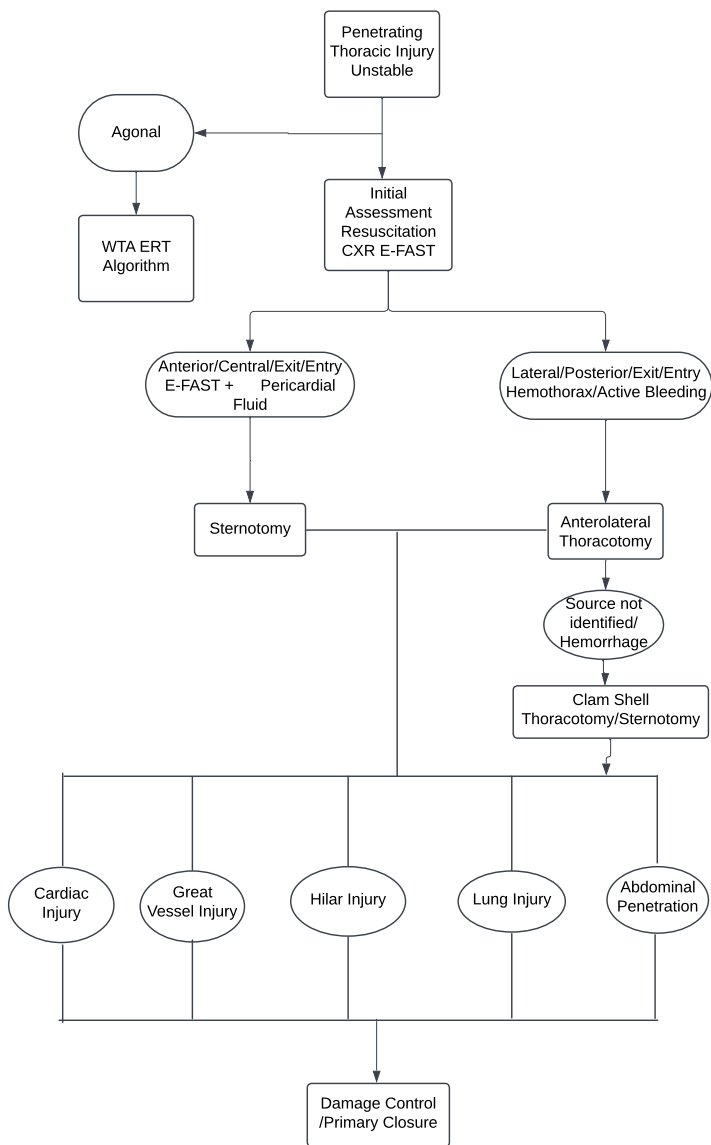 Penetrating
Thoracic Injury
Unstable
Agonal
WTA ERT
Algorithm
Initial
Assessment
Resuscitation
CXR E-FAST
Anterior/Central/Exit/Entry
E-FAST + Pericardial
Fluid
Lateral/Posterior/Exit/Entry
Hemothorax/Active Bleeding
Sternotomy
Anterolateral
Thoracotomy
Source not
identified/
Hemorrhage
Clam Shell
Thoracotomy/Sternotomy
Cardiac
Injury
Great
Vessel Injury
Hilar Injury
Lung Injury
Abdominal
Penetration
Damage Control
/Primary Closure